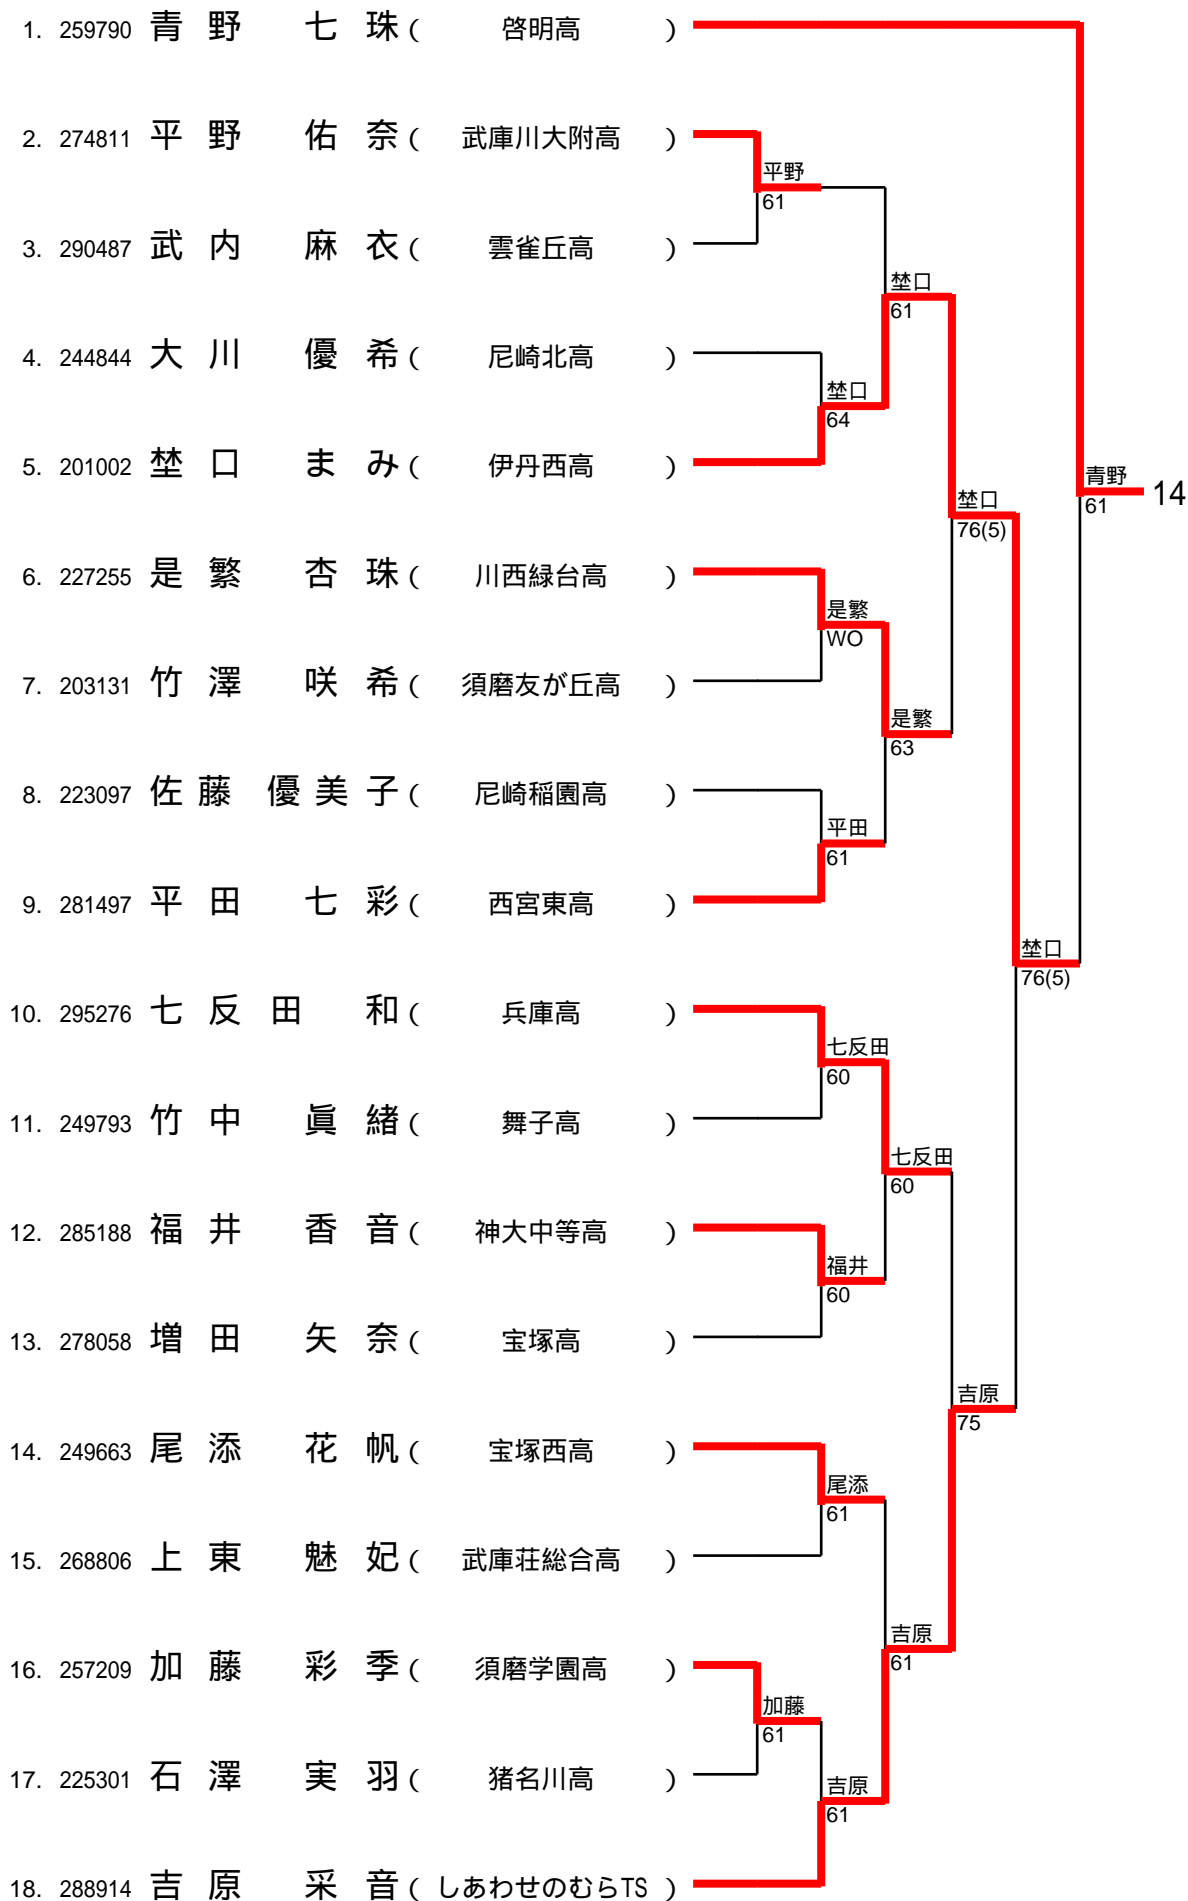 1. 259790 青野 七珠 ( 啓明高 )
2. 274811 平野 佑奈 ( 武庫川大附高 )
平野
61
3. 290487 武内 麻衣 ( 雲雀丘高 )
埜口
61
4. 244844 大川 優希 ( 尼崎北高 )
埜口
64
5. 201002 埜口 まみ ( 伊丹西高 )
青野
61
14
埜口
76(5)
6. 227255 是繁 杏珠 ( 川西緑台高 )
是繁
WO
7. 203131 竹澤 咲希 ( 須磨友が丘高 )
是繁
63
8. 223097 佐藤 優美子 ( 尼崎稲園高 )
平田
61
9. 281497 平田 七彩 ( 西宮東高 )
埜口
76(5)
10. 295276 七反田 和 ( 兵庫高 )
七反田
60
11. 249793 竹中 眞緒 ( 舞子高 )
七反田
60
12. 285188 福井 香音 ( 神大中等高 )
福井
60
13. 278058 増田 矢奈 ( 宝塚高 )
吉原
75
14. 249663 尾添 花帆 ( 宝塚西高 )
尾添
61
15. 268806 上東 魅妃 ( 武庫荘総合高 )
吉原
61
16. 257209 加藤 彩季 ( 須磨学園高 )
加藤
61
17. 225301 石澤 実羽 ( 猪名川高 )
吉原
61
18. 288914 吉原 采音 ( しあわせのむらTS )